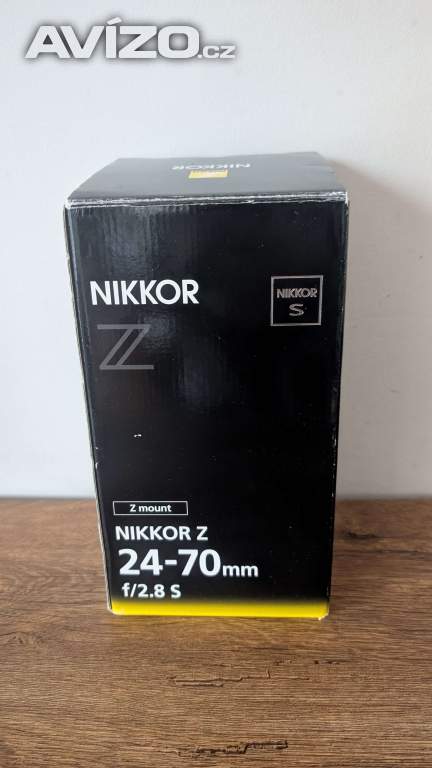 AVÍZO.cz
NIKKOR
NIKKOR
NIKKOR
S
Z
Z mount
NIKKOR Z
24-70mm
f/2.8 S